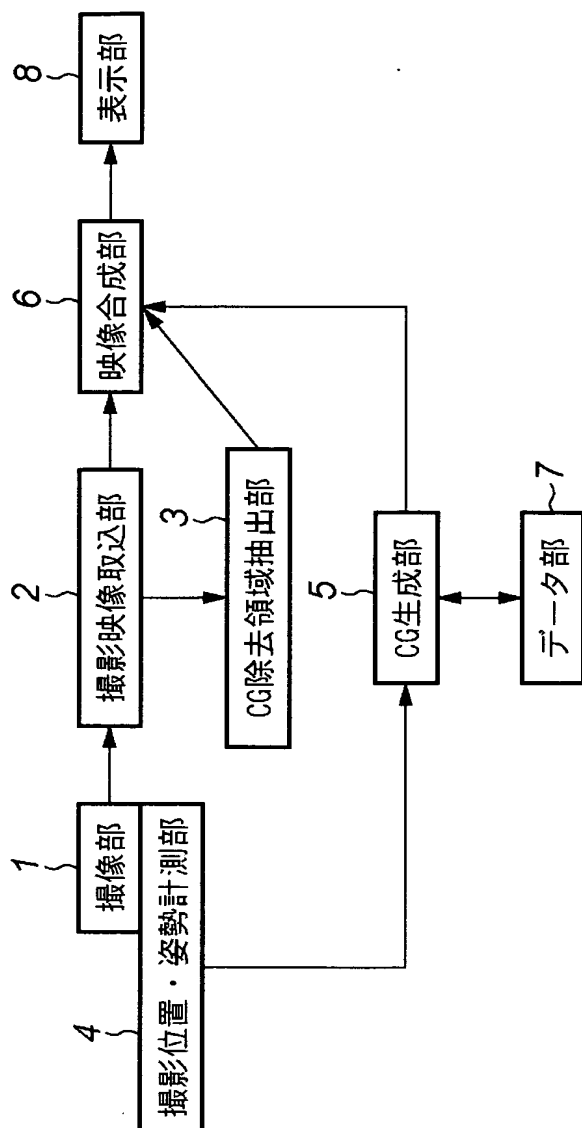 1
撮像部
2
撮影映像取込部
6
映像合成部
8
表示部
4
撮影位置・姿勢計測部
3
CG除去領域抽出部
5
CG生成部
7
データ部